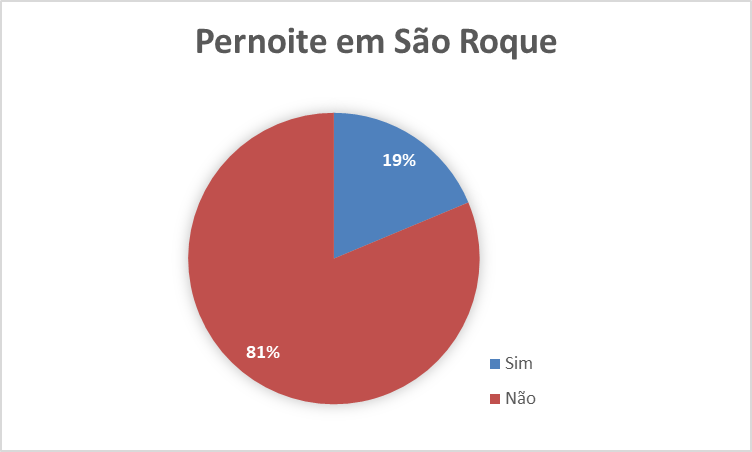 Pernoite em São Roque
19%
81%
Sim
Não